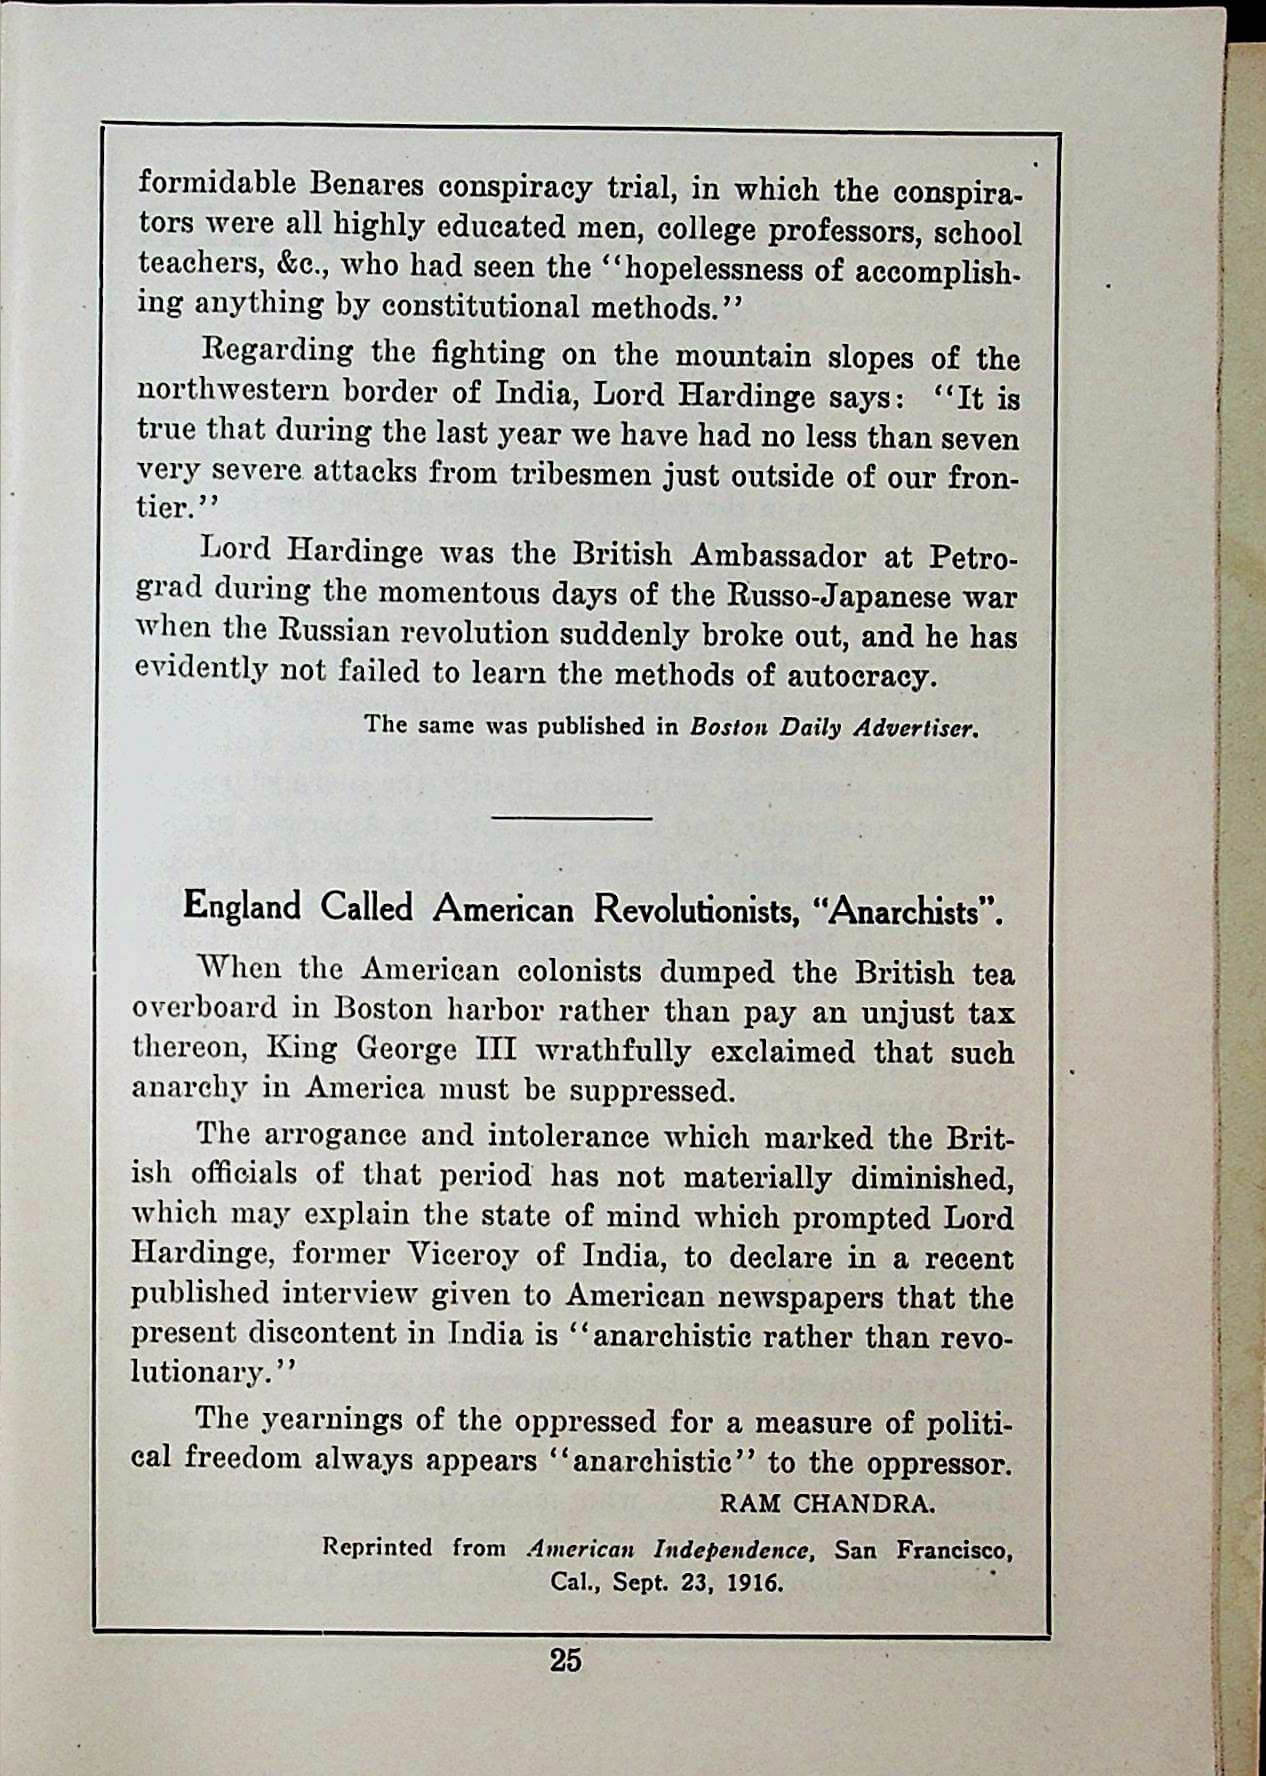 formidable Benares conspiracy trial, in which the conspira-
tors were all highly educated men, college professors, school
teachers, &c., who had seen the "hopelessness of accomplish-
ing anything by constitutional methods."
Regarding the fighting on the mountain slopes of the
northwestern border of India, Lord Hardinge says: "It is
true that during the last year we have had no less than seven
very severe attacks from tribesmen just outside of our fron-
tier."
Lord Hardinge was the British Ambassador at Petro-
grad during the momentous days of the Russo-Japanese war
when the Russian revolution suddenly broke out, and he has
evidently not failed to learn the methods of autocracy.
The same was published in Boston Daily Advertiser.
England Called American Revolutionists, "Anarchists".
When the American colonists dumped the British tea
overboard in Boston harbor rather than pay an unjust tax
thereon, King George III wrathfully exclaimed that such
anarchy in America must be suppressed.
The arrogance and intolerance which marked the Brit-
ish officials of that period has not materially diminished,
which may explain the state of mind which prompted Lord
Hardinge, former Viceroy of India, to declare in a recent
published interview given to American newspapers that the
present discontent in India is "anarchistic rather than revo-
lutionary."
The yearnings of the oppressed for a measure of politi-
cal freedom always appears "anarchistic" to the oppressor.
RAM CHANDRA.
Reprinted from American Independence, San Francisco,
Cal., Sept. 23, 1916.
25